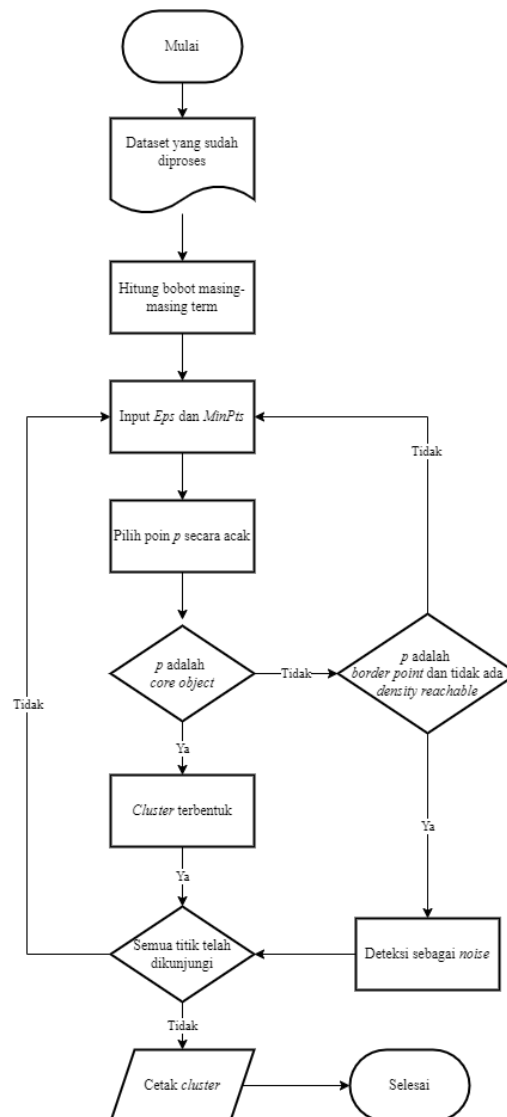 Mulai
Dataset yang sudah
diproses
Hitung bobot masing-
masing term
Input Eps dan MinPts
Tidak
Pilih poin p secara acak
p adalah
core object
Tidak
p adalah
border point dan tidak ada
density reachable
Tidak
Ya
Cluster terbentuk
Ya
Ya
Semua titik telah
dikunjungi
Deteksi sebagai noise
Tidak
Cetak cluster
Selesai